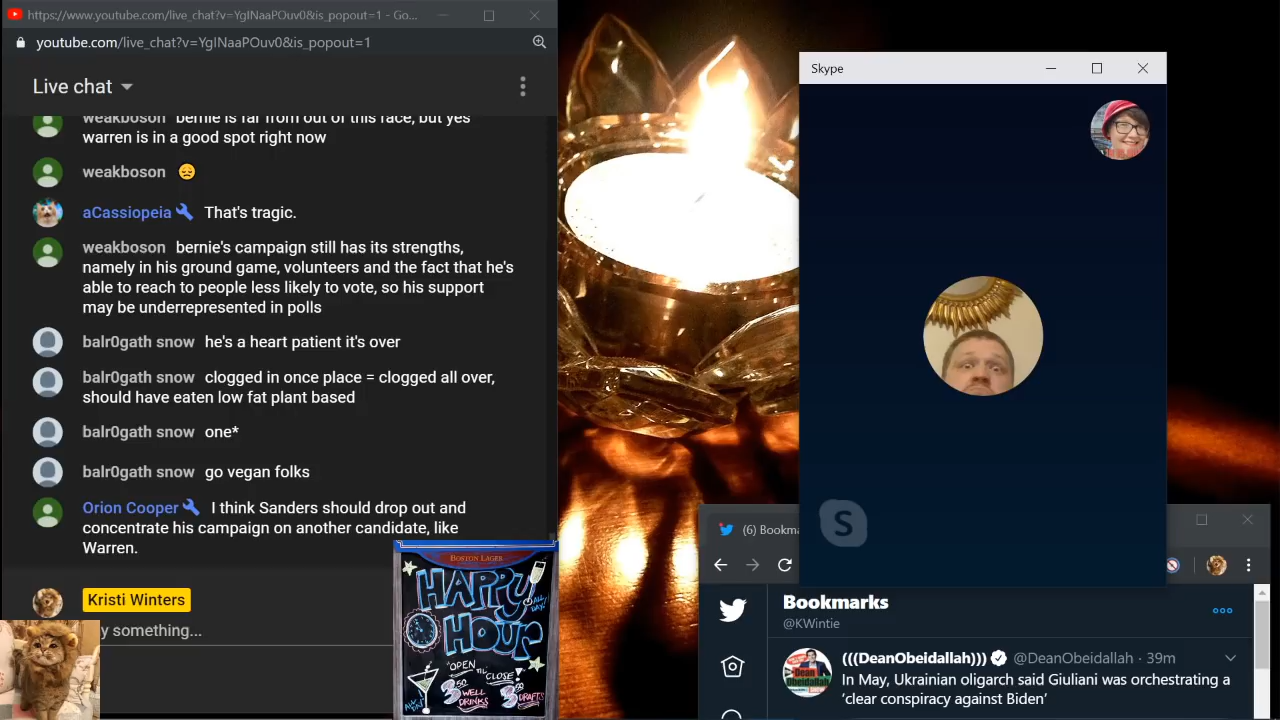 https://www.youtube.com/live_chat?v=YgINaaPOuv0&is_popout=1 - Go...
youtube.com/live_chat?v=YgINaaPOuv0&is_popout=1
Live chat
weakboson bernie is far from out of this race, but yes
warren is in a good spot right now
weakboson 😔
aCassiopeia That's tragic.
weakboson bernie's campaign still has its strengths,
namely in his ground game, volunteers and the fact that he's
able to reach to people less likely to vote, so his support
may be underrepresented in polls
balr0gath snow he's a heart patient it's over
balr0gath snow clogged in once place = clogged all over,
should have eaten low fat plant based
balr0gath snow one*
balr0gath snow go vegan folks
Orion Cooper I think Sanders should drop out and
concentrate his campaign on another candidate, like
Warren.
Kristi Winters
y something...
BOSTON LAGER
HAPPY
ALL
DAY!
HOUR
"OPEN
'TIL"
CLOSE!
WELL
DRINKS
DRAFTS
Skype
S
(6) Bookma
Bookmarks
@KWintie
(((DeanObeidallah))) @DeanObeidallah · 39m
In May, Ukrainian oligarch said Giuliani was orchestrating a
'clear conspiracy against Biden'